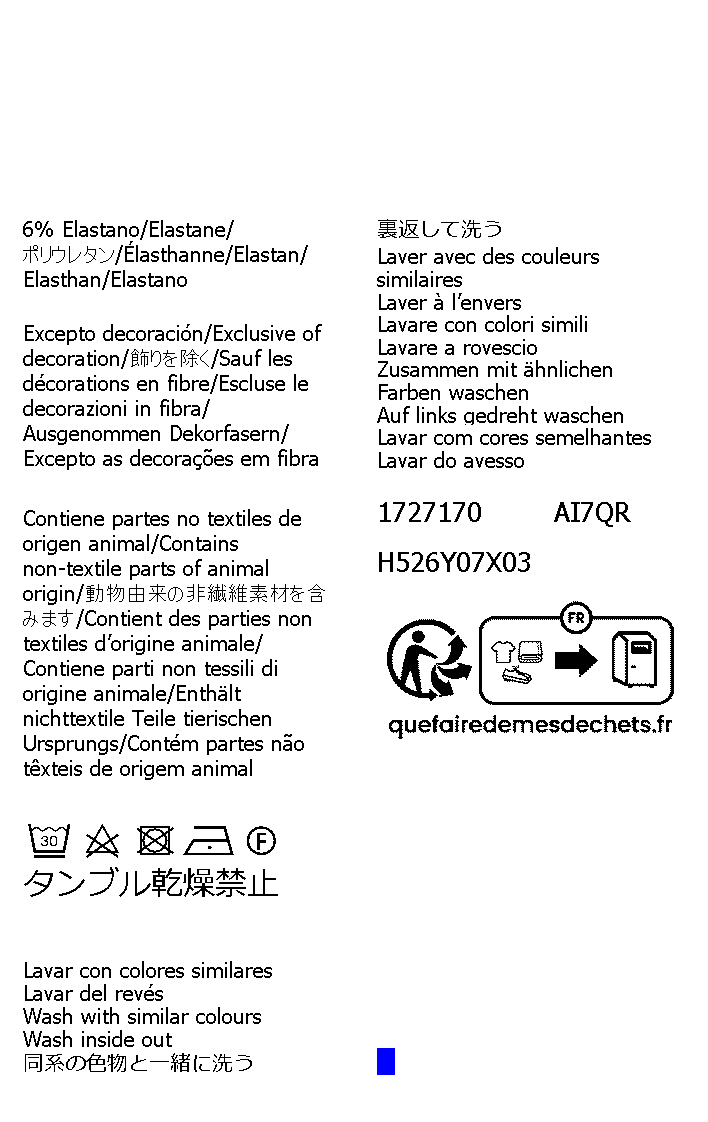 6% Elastano/Elastane/
ポリウレタン/Élasthanne/Elastan/
Elasthan/Elastano
Excepto decoración/Exclusive of
decoration/飾りを除く/Sauf les
décorations en fibre/Escluse le
decorazioni in fibra/
Ausgenommen Dekorfasern/
Excepto as decorações em fibra
Contiene partes no textiles de
origen animal/Contains
non-textile parts of animal
origin/動物由来の非繊維素材を含
みます/Contient des parties non
textiles d'origine animale/
Contiene parti non tessili di
origine animale/Enthält
nichttextile Teile tierischen
Ursprungs/Contém partes não
têxteis de origem animal
30
F
タンブル乾燥禁止
Lavar con colores similares
Lavar del revés
Wash with similar colours
Wash inside out
同系の色物と一緒に洗う
裏返して洗う
Laver avec des couleurs
similaires
Laver à l'envers
Lavare con colori simili
Lavare a rovescio
Zusammen mit ähnlichen
Farben waschen
Auf links gedreht waschen
Lavar com cores semelhantes
Lavar do avesso
1727170 AI7QR
H526Y07X03
FR
quefairedemesdechets.fr